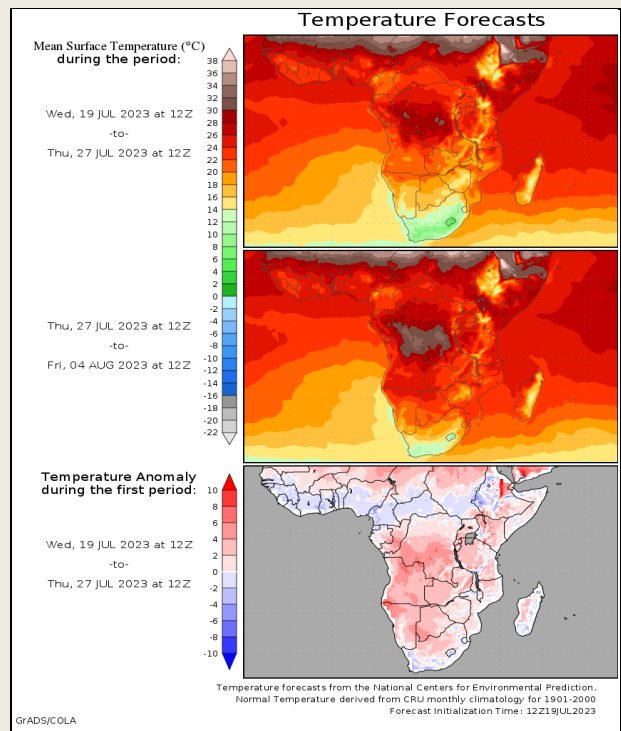 Temperature Forecasts
Mean Surface Temperature (°C)
during the period:
Wed, 19 JUL 2023 at 12Z
-to-
Thu, 27 JUL 2023 at 12Z
38
36
34
32
30
28
26
24
22
20
18
16
14
12
10
8
6
4
2
0
-2
-4
-6
-8
-10
-12
-14
-16
-18
-20
-22
Thu, 27 JUL 2023 at 12Z
-to-
Fri, 04 AUG 2023 at 12Z
Temperature Anomaly
during the first period:
Wed, 19 JUL 2023 at 12Z
-to-
Thu, 27 JUL 2023 at 12Z
10
8
6
4
2
0
-2
-4
-6
-8
-10
Temperature forecasts from the National Centers for Environmental Prediction.
Normal Temperature derived from CRU monthly climatology for 1901-2000
Forecast Initialization Time: 12Z19JUL2023
GrADS/COLA